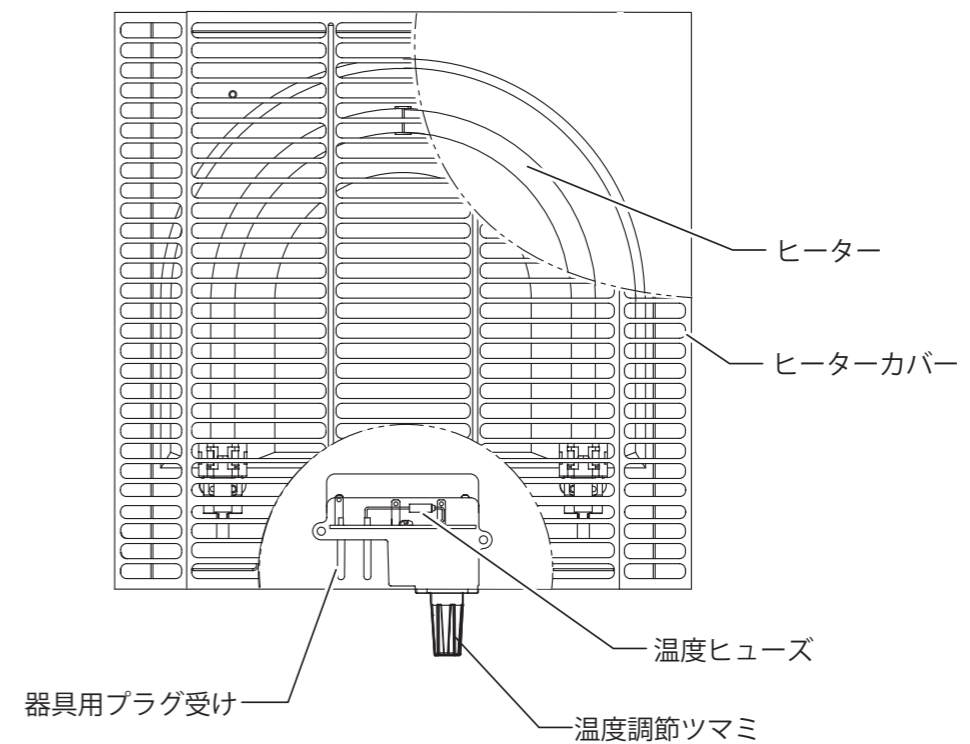 ヒーター
ヒーターカバー
温度ヒューズ
器具用プラグ受け
温度調節ツマミ